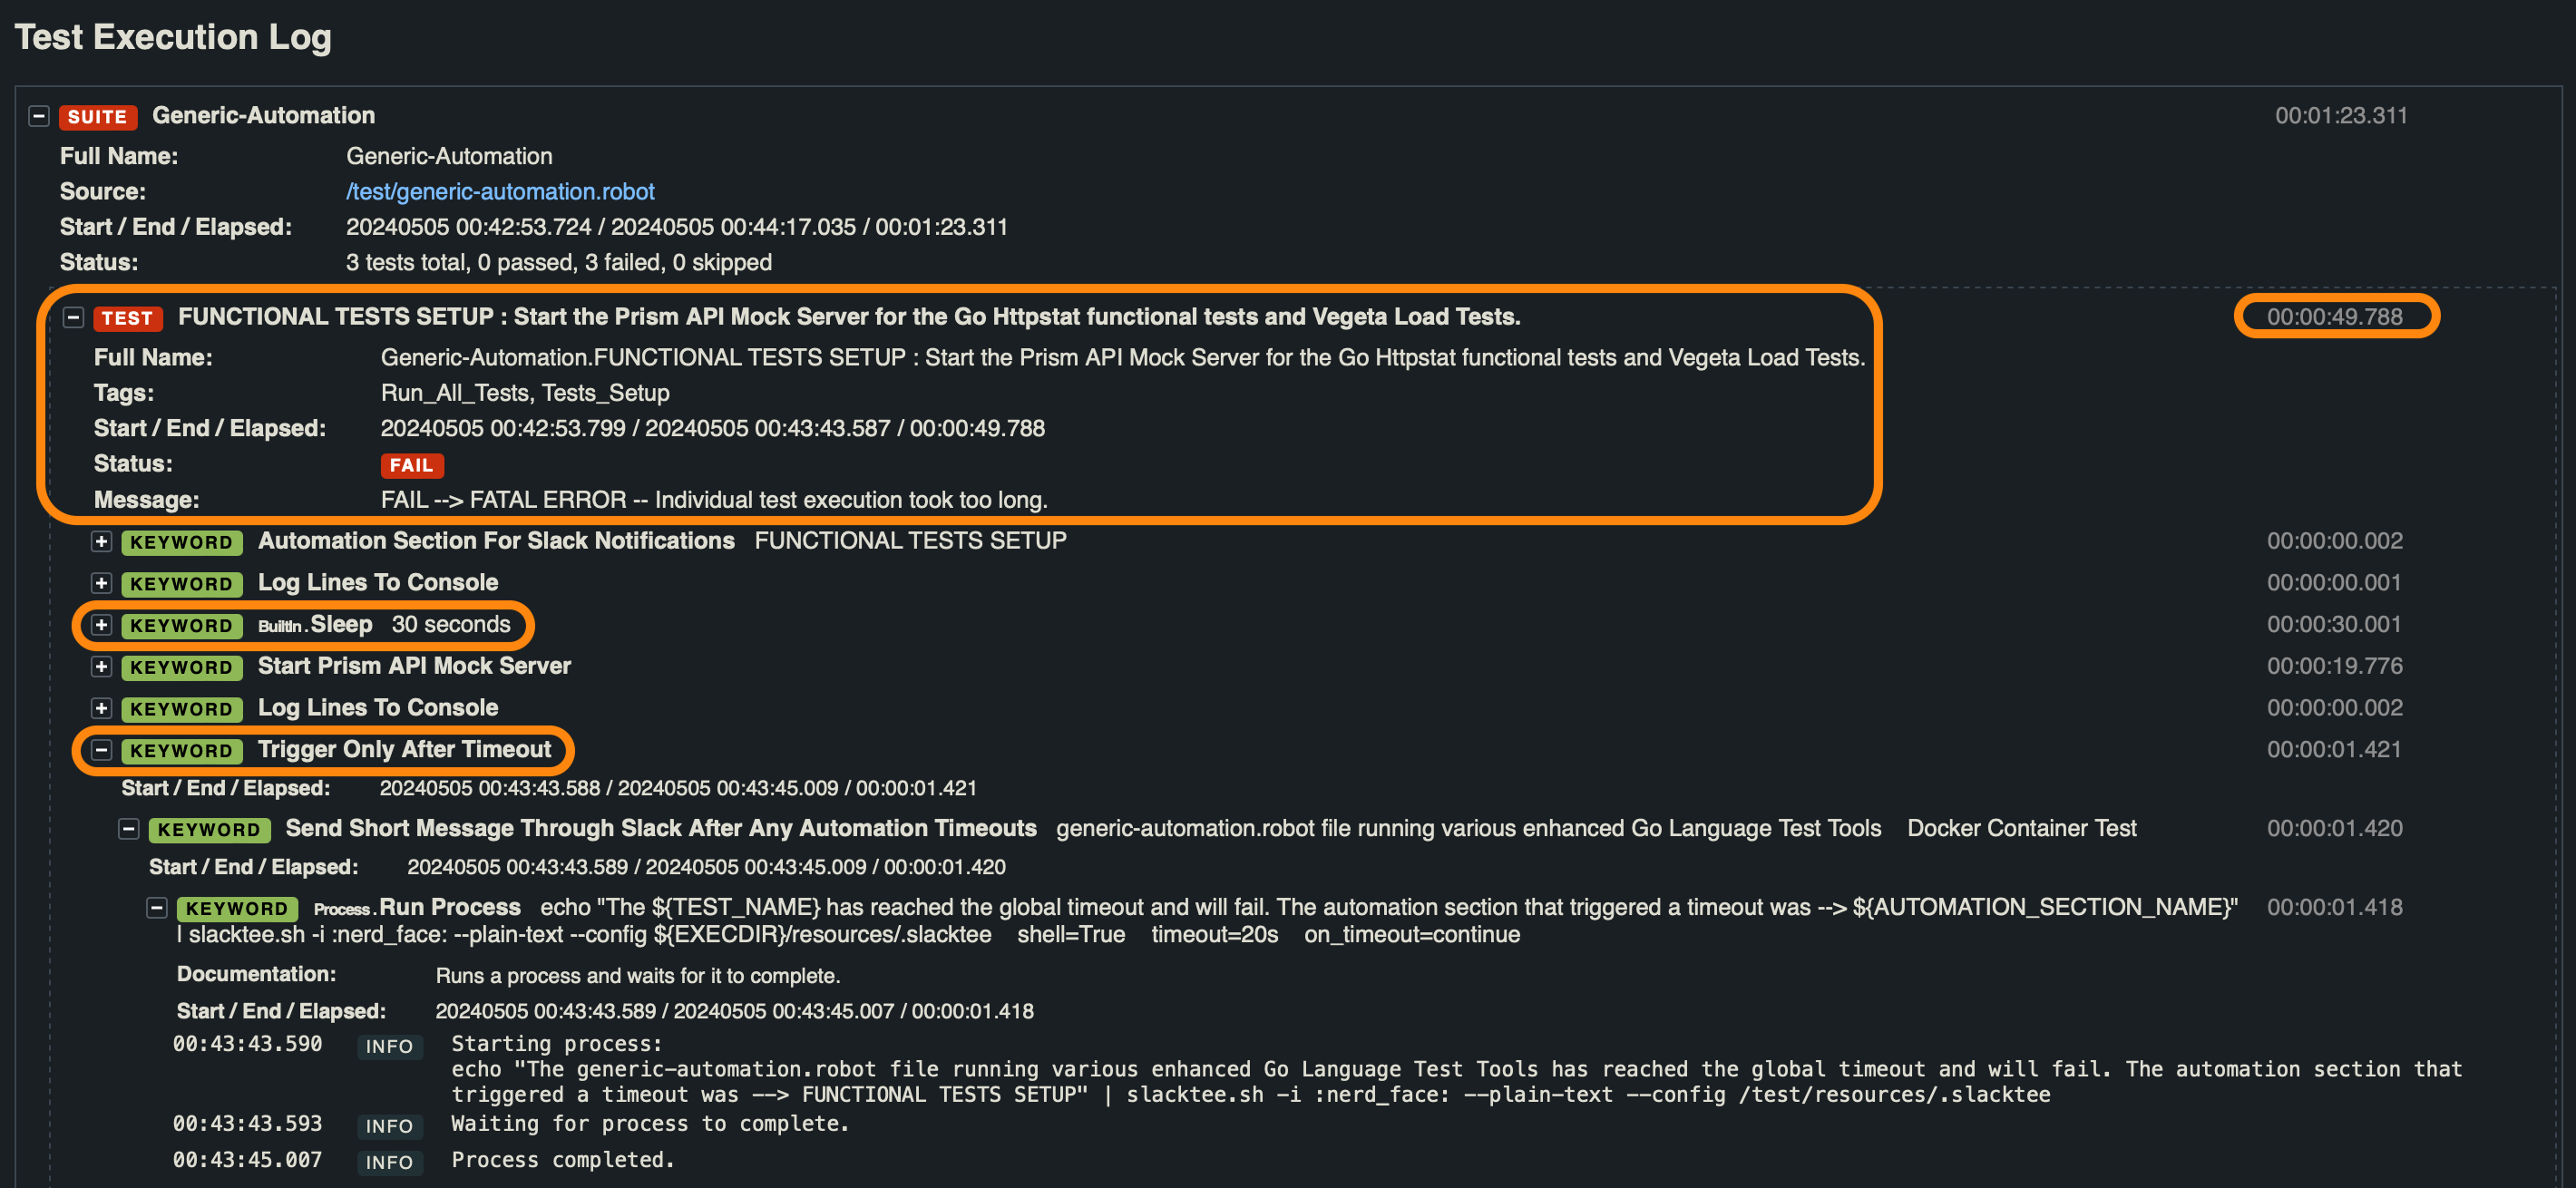 Test Execution Log
SUITE Generic-Automation 00:01:23.311
Full Name: Generic-Automation
Source: /test/generic-automation.robot
Start / End / Elapsed: 20240505 00:42:53.724 / 20240505 00:44:17.035 / 00:01:23.311
Status: 3 tests total, 0 passed, 3 failed, 0 skipped
TEST FUNCTIONAL TESTS SETUP : Start the Prism API Mock Server for the Go Httpstat functional tests and Vegeta Load Tests. 00:00:49.788
Full Name: Generic-Automation.FUNCTIONAL TESTS SETUP : Start the Prism API Mock Server for the Go Httpstat functional tests and Vegeta Load Tests.
Tags: Run_All_Tests, Tests_Setup
Start / End / Elapsed: 20240505 00:42:53.799 / 20240505 00:43:43.587 / 00:00:49.788
Status: FAIL
Message: FAIL --> FATAL ERROR -- Individual test execution took too long.
KEYWORD Automation Section For Slack Notifications FUNCTIONAL TESTS SETUP 00:00:00.002
KEYWORD Log Lines To Console 00:00:00.001
KEYWORD BuiltIn.Sleep 30 seconds 00:00:30.001
KEYWORD Start Prism API Mock Server 00:00:19.776
KEYWORD Log Lines To Console 00:00:00.002
KEYWORD Trigger Only After Timeout 00:00:01.421
Start / End / Elapsed: 20240505 00:43:43.588 / 20240505 00:43:45.009 / 00:00:01.421
KEYWORD Send Short Message Through Slack After Any Automation Timeouts generic-automation.robot file running various enhanced Go Language Test Tools Docker Container Test 00:00:01.420
Start / End / Elapsed: 20240505 00:43:43.589 / 20240505 00:43:45.009 / 00:00:01.420
KEYWORD Process.Run Process echo "The ${TEST_NAME} has reached the global timeout and will fail. The automation section that triggered a timeout was --> ${AUTOMATION_SECTION_NAME}" 00:00:01.418
| slacktee.sh -i :nerd_face: --plain-text --config ${EXECDIR}/resources/.slacktee shell=True timeout=20s on_timeout=continue
Documentation: Runs a process and waits for it to complete.
Start / End / Elapsed: 20240505 00:43:43.589 / 20240505 00:43:45.007 / 00:00:01.418
00:43:43.590 INFO Starting process:
echo "The generic-automation.robot file running various enhanced Go Language Test Tools has reached the global timeout and will fail. The automation section that
triggered a timeout was --> FUNCTIONAL TESTS SETUP" | slacktee.sh -i :nerd_face: --plain-text --config /test/resources/.slacktee
00:43:43.593 INFO Waiting for process to complete.
00:43:45.007 INFO Process completed.